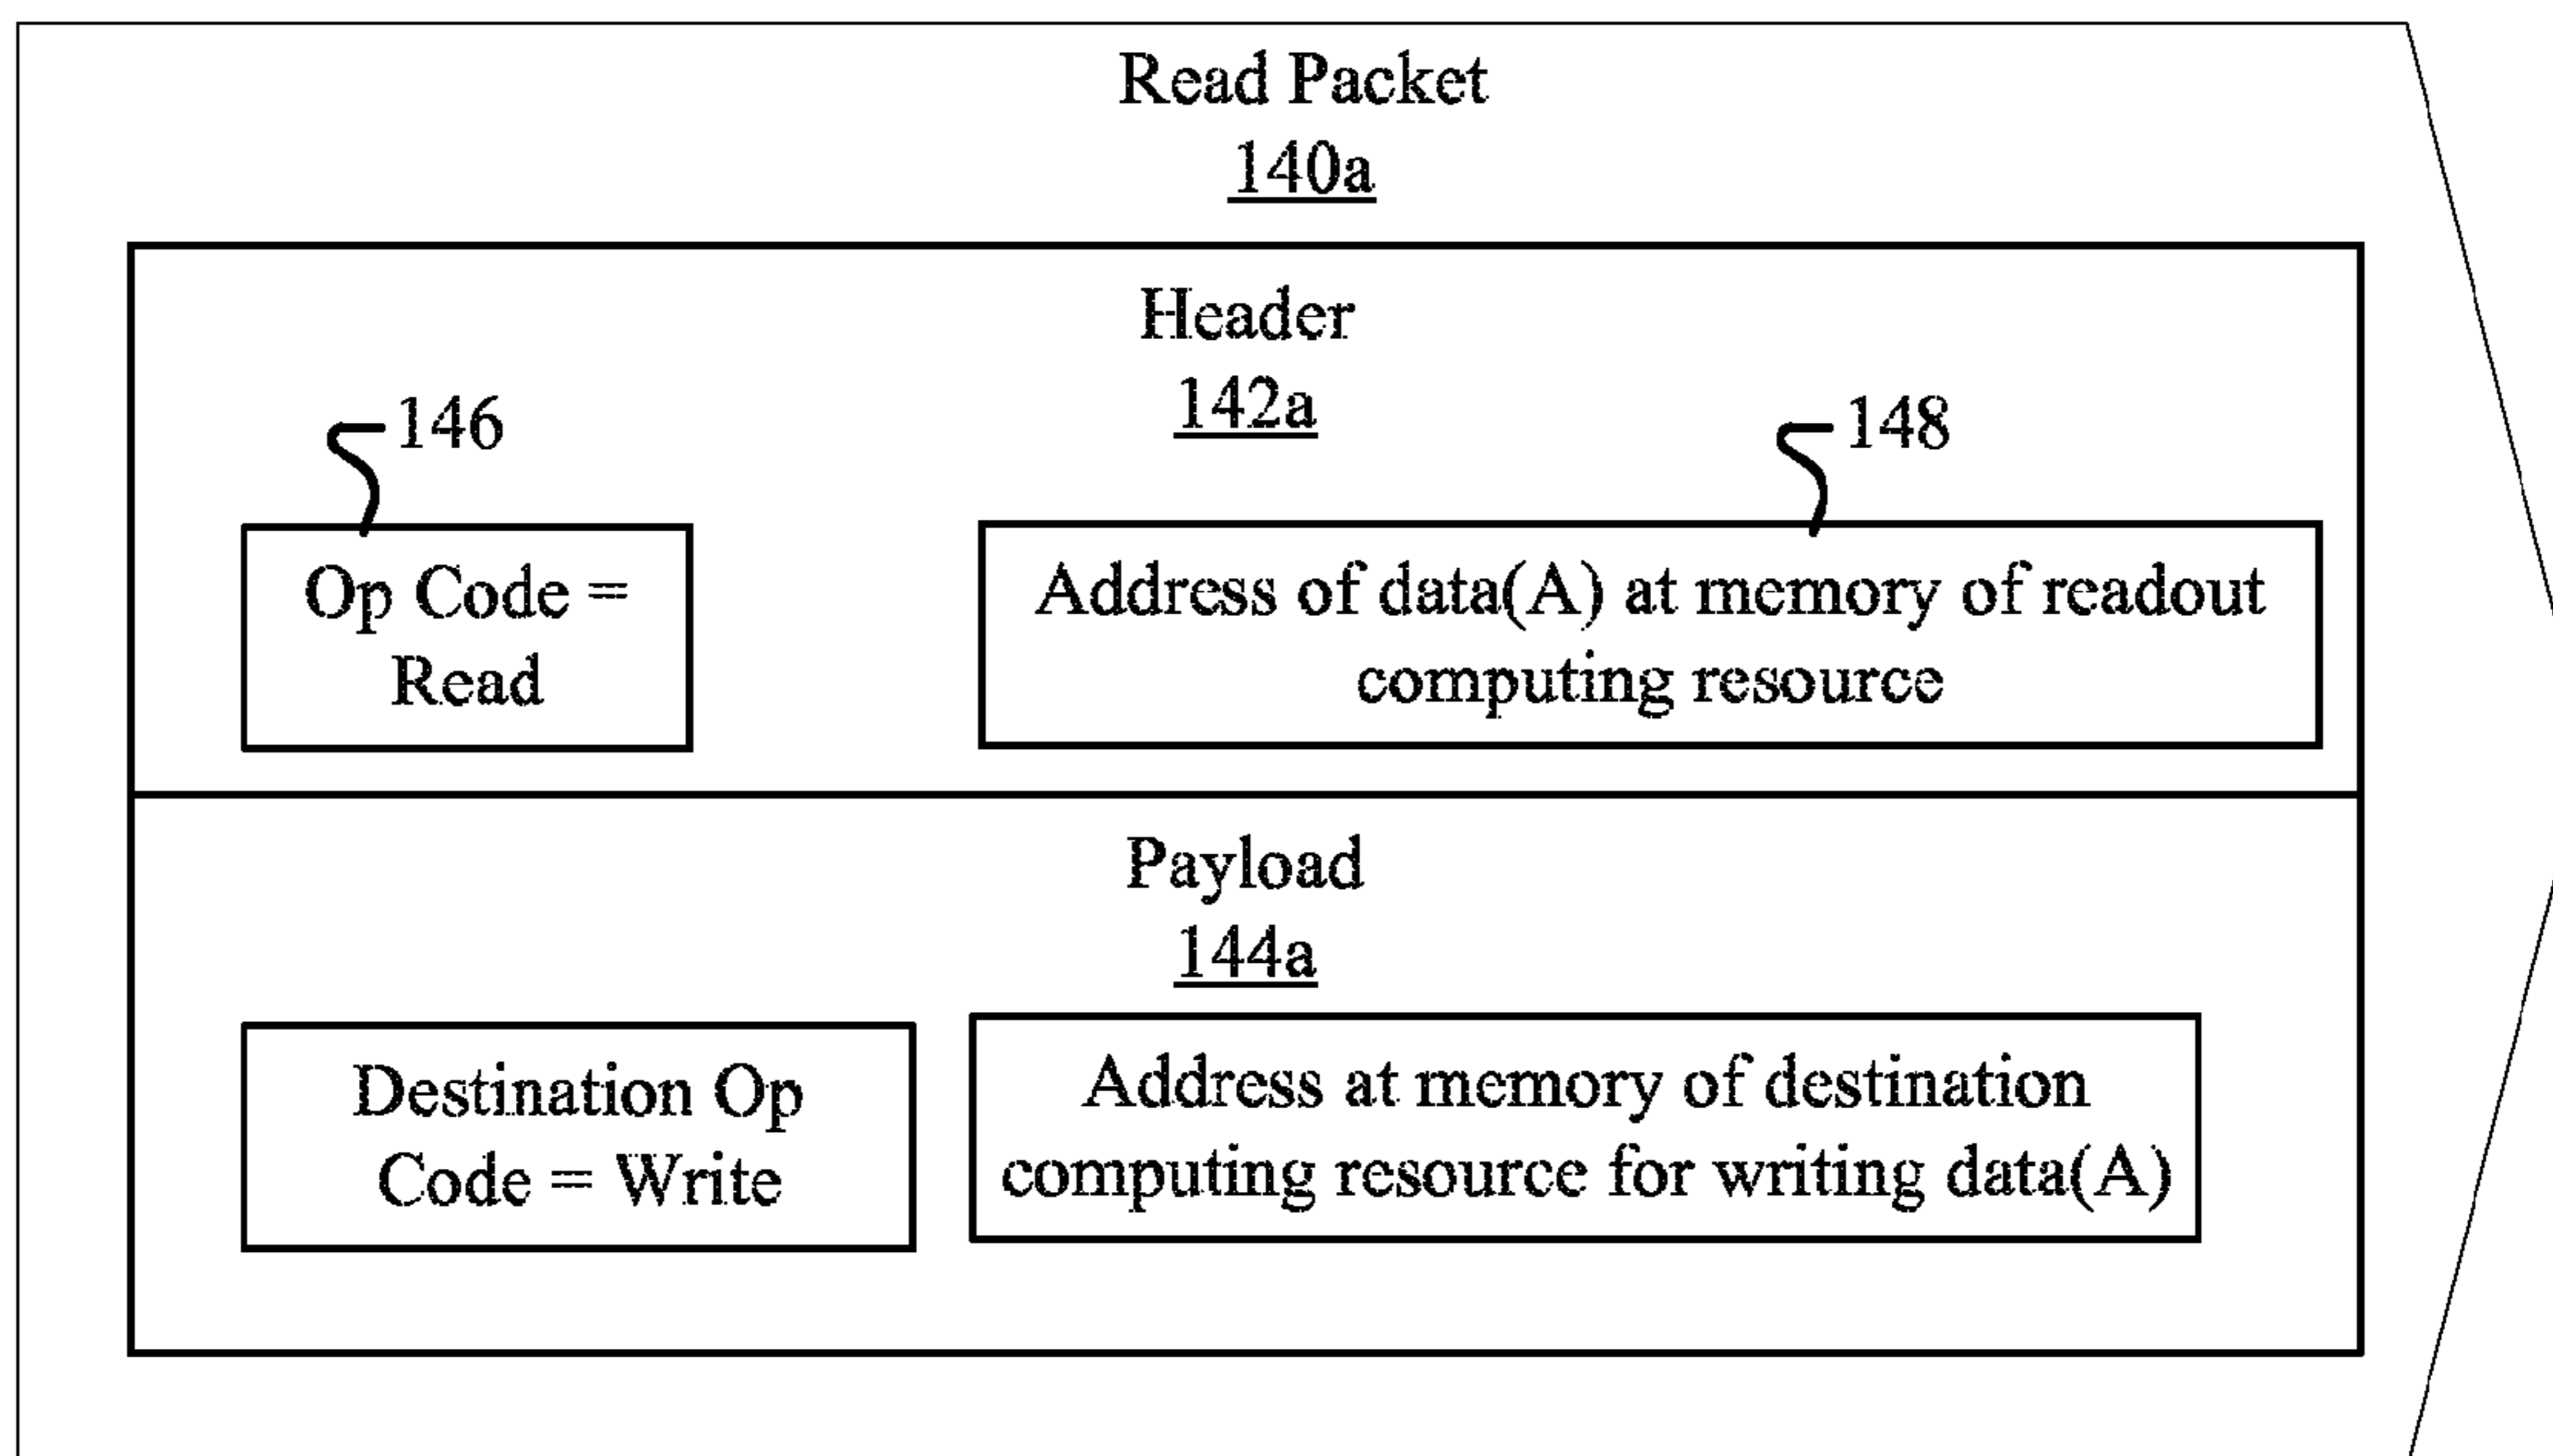 Read Packet
140a
Header
142a
146
148
Op Code =
Read
Address of data(A) at memory of readout
computing resource
Payload
144a
Destination Op
Code = Write
Address at memory of destination
computing resource for writing data(A)